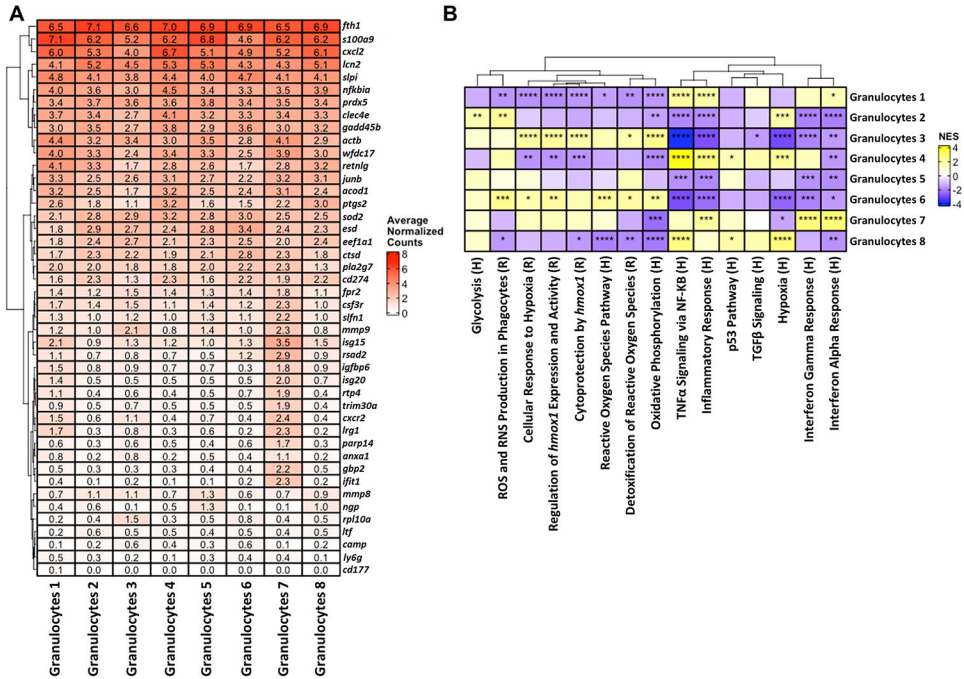 A
6.5 7.1 6.6 7.0 6.9 6.9 6.5 6.9 fth1
7.1 6.2 5.2 6.2 6.8 4.6 6.2 6.2 s100a9
6.0 5.3 4.0 6.7 5.1 4.9 5.2 6.1 cxcl2
4.1 5.2 4.5 5.3 5.3 4.3 4.3 5.1 lcn2
4.8 4.1 3.8 4.4 4.0 4.7 4.1 4.1 slpi
4.0 3.6 3.0 4.5 3.4 3.3 3.5 3.9 nfkbia
3.4 3.7 3.6 3.6 3.8 3.4 3.5 3.4 prdx5
3.7 3.4 2.7 4.1 3.2 3.3 2.6 3.3 clec4e
3.0 3.5 2.7 3.8 2.9 3.6 3.0 3.2 gadd45b
4.4 3.2 3.4 3.0 3.5 2.8 4.1 2.9 actb
4.0 3.3 2.4 3.4 3.3 2.5 3.9 3.0 wfdc17
4.1 3.3 1.7 2.8 2.6 1.7 2.8 3.2 retnlg
3.3 2.5 2.6 3.1 2.7 2.2 3.2 3.1 junb
3.2 2.5 1.7 3.2 2.5 2.4 3.1 2.4 acod1
2.6 1.8 1.1 3.2 1.6 1.5 2.2 3.0 ptgs2
2.1 2.8 2.9 3.2 2.8 3.0 2.5 2.5 sod2
1.8 2.9 2.7 2.4 2.8 3.4 2.6 2.3 esd
1.8 2.4 2.7 2.1 2.3 2.5 2.0 2.4 eef1a1
1.7 2.3 2.2 1.9 2.1 2.8 2.3 1.8 ctsd
2.0 2.0 1.8 1.8 2.0 2.2 2.3 1.3 pla2g7
1.6 2.3 1.3 2.3 1.6 2.2 1.9 2.2 cd274
1.4 1.2 1.5 1.4 1.3 1.4 1.8 1.1 fpr2
1.7 1.4 1.5 1.1 1.4 1.2 2.3 1.0 csf3r
1.3 1.0 1.2 1.0 1.1 1.1 2.2 1.0 slfn1
1.2 1.0 2.1 0.8 1.4 1.0 2.3 0.8 mmp9
2.1 0.9 1.3 1.2 1.0 1.3 3.5 1.5 isg15
1.1 0.7 0.8 0.7 0.5 1.2 2.9 0.9 rsad2
1.5 0.8 0.9 0.7 0.7 0.3 1.8 0.9 igfbp6
1.4 0.5 0.5 0.5 0.5 0.5 2.0 0.7 isg20
1.1 0.4 0.6 0.4 0.5 0.7 1.9 0.4 rtp4
0.9 0.5 0.7 0.5 0.5 0.5 1.9 0.4 trim30a
1.5 0.6 1.1 0.4 0.7 0.4 2.4 0.7 cxcr2
1.7 0.3 0.8 0.3 0.6 0.2 2.3 0.2 lrg1
0.6 0.3 0.6 0.5 0.4 0.6 1.7 0.3 parp14
0.8 0.2 0.8 0.2 0.5 0.4 1.1 0.2 anxa1
0.5 0.3 0.3 0.3 0.4 0.4 2.2 0.5 gbp2
0.4 0.1 0.2 0.1 0.1 0.2 2.3 0.2 ifit1
0.7 1.1 1.1 0.7 1.3 0.6 0.7 0.9 mmp8
0.4 0.6 0.1 0.5 1.3 0.1 0.1 1.0 ngp
0.2 0.4 1.5 0.3 0.5 0.8 0.4 0.5 rpl10a
0.2 0.6 0.5 0.5 0.4 0.5 0.4 0.5 ltf
0.1 0.2 0.6 0.4 0.3 0.6 0.1 0.2 camp
0.5 0.3 0.2 0.1 0.3 0.4 0.4 0.1 ly6g
0.1 0.0 0.0 0.0 0.0 0.0 0.0 0.0 cd177
Granulocytes 1
Granulocytes 2
Granulocytes 3
Granulocytes 4
Granulocytes 5
Granulocytes 6
Granulocytes 7
Granulocytes 8
Average
Normalized
Counts
8
6
4
2
0
B
** **** **** **** * ** **** **** **** * Granulocytes 1
** ** ** **** **** *** **** **** Granulocytes 2
**** **** **** * **** **** **** * **** **** *** Granulocytes 3
** ** *** **** **** **** * *** ** Granulocytes 4
*** *** *** ** Granulocytes 5
*** * ** *** * ** **** **** **** *** * Granulocytes 6
*** *** * **** **** Granulocytes 7
* * **** ** **** **** * **** ** Granulocytes 8
Glycolysis (H)
ROS and RNS Production in Phagocytes (R)
Cellular Response to Hypoxia (R)
Regulation of hmox1 Expression and Activity (R)
Cytoprotection by hmox1 (R)
Reactive Oxygen Species Pathway (H)
Detoxification of Reactive Oxygen Species (R)
Oxidative Phosphorylation (H)
TNFα Signaling via NF-KB (H)
Inflammatory Response (H)
p53 Pathway (H)
TGFβ Signaling (H)
Hypoxia (H)
Interferon Gamma Response (H)
Interferon Alpha Response (H)
NES
4
2
0
-2
-4